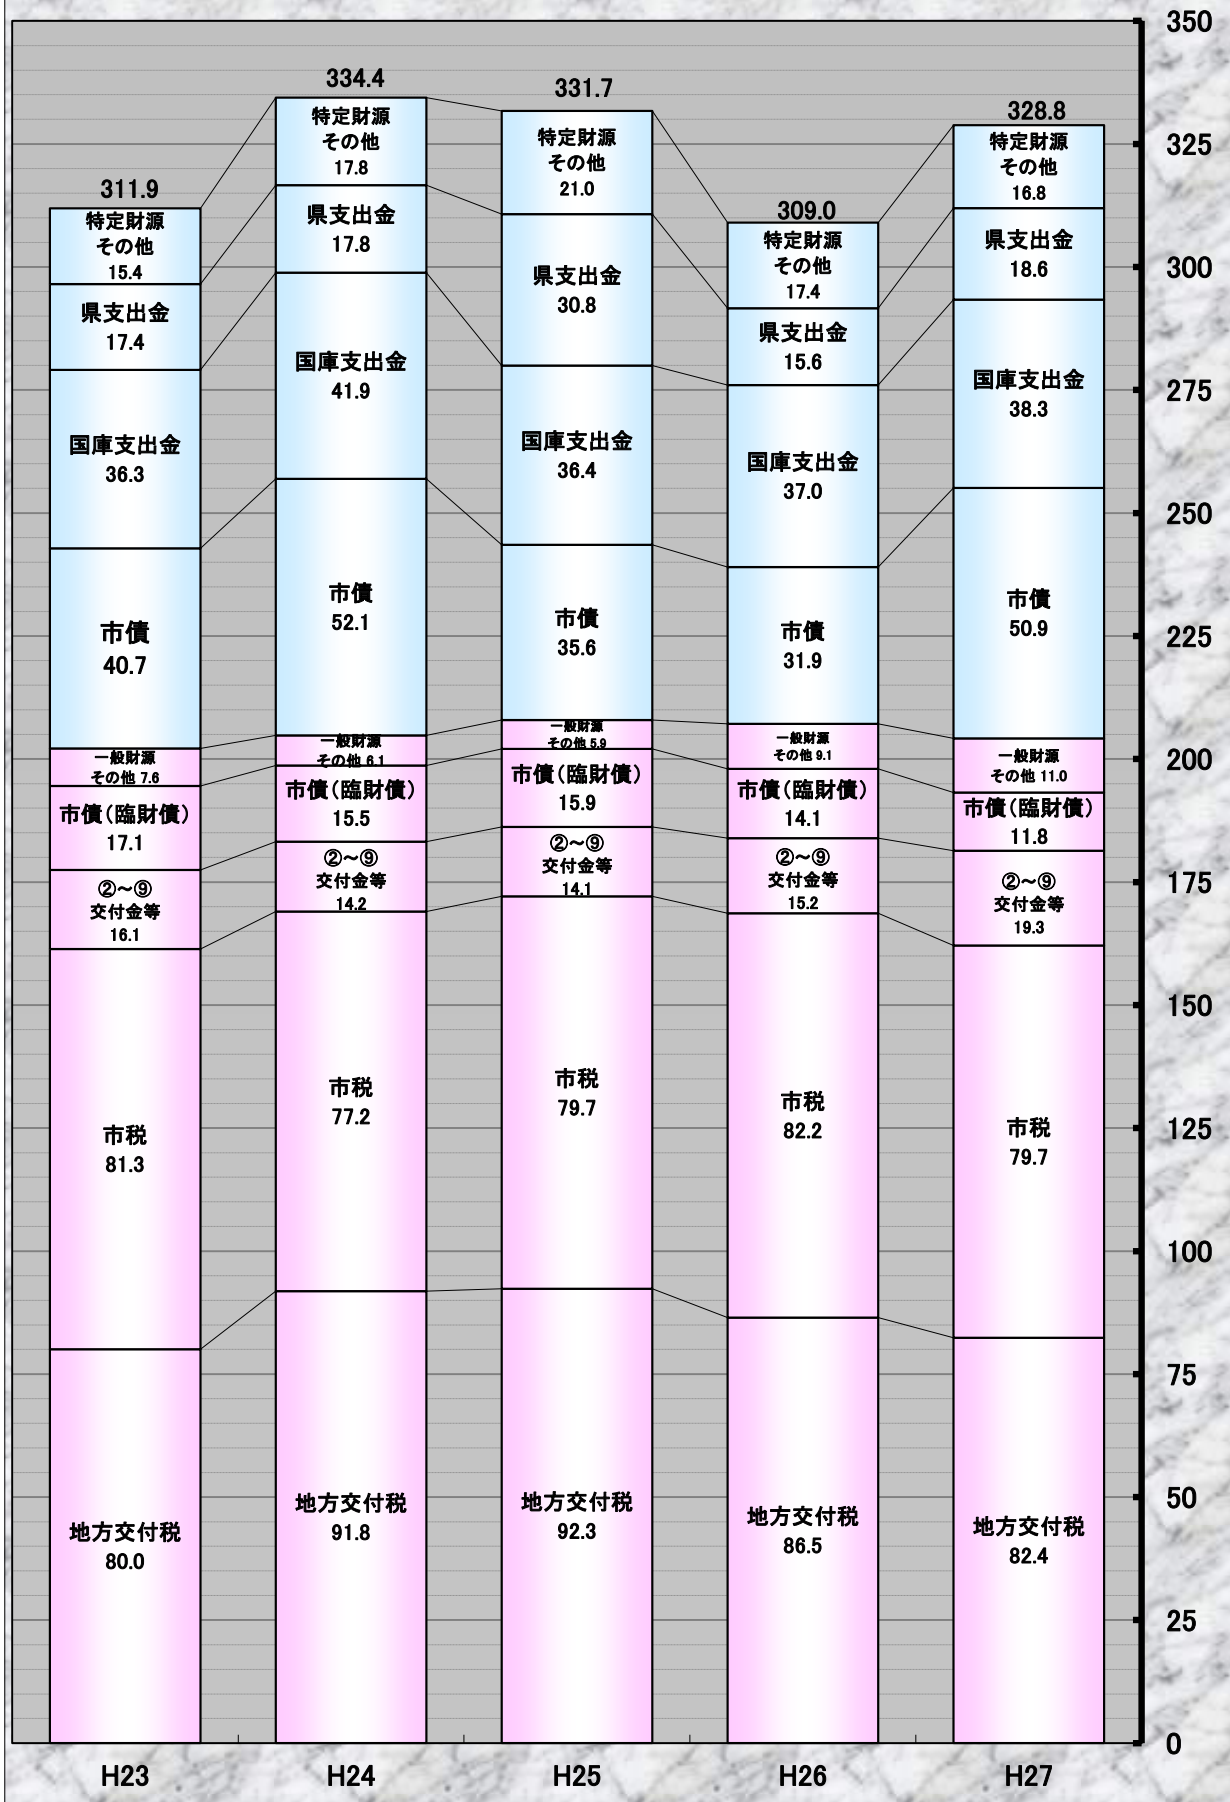 311.9
特定財源
その他
15.4
県支出金
17.4
国庫支出金
36.3
市債
40.7
一般財源
その他 7.6
市債(臨財債)
17.1
②～⑨
交付金等
16.1
市税
81.3
地方交付税
80.0
H23
334.4
特定財源
その他
17.8
県支出金
17.8
国庫支出金
41.9
市債
52.1
一般財源
その他 6.1
市債(臨財債)
15.5
②～⑨
交付金等
14.2
市税
77.2
地方交付税
91.8
H24
331.7
特定財源
その他
21.0
県支出金
30.8
国庫支出金
36.4
市債
35.6
一般財源
その他 5.9
市債(臨財債)
15.9
②～⑨
交付金等
14.1
市税
79.7
地方交付税
92.3
H25
309.0
特定財源
その他
17.4
県支出金
15.6
国庫支出金
37.0
市債
31.9
一般財源
その他 9.1
市債(臨財債)
14.1
②～⑨
交付金等
15.2
市税
82.2
地方交付税
86.5
H26
328.8
特定財源
その他
16.8
県支出金
18.6
国庫支出金
38.3
市債
50.9
一般財源
その他 11.0
市債(臨財債)
11.8
②～⑨
交付金等
19.3
市税
79.7
地方交付税
82.4
H27
350
325
300
275
250
225
200
175
150
125
100
75
50
25
0